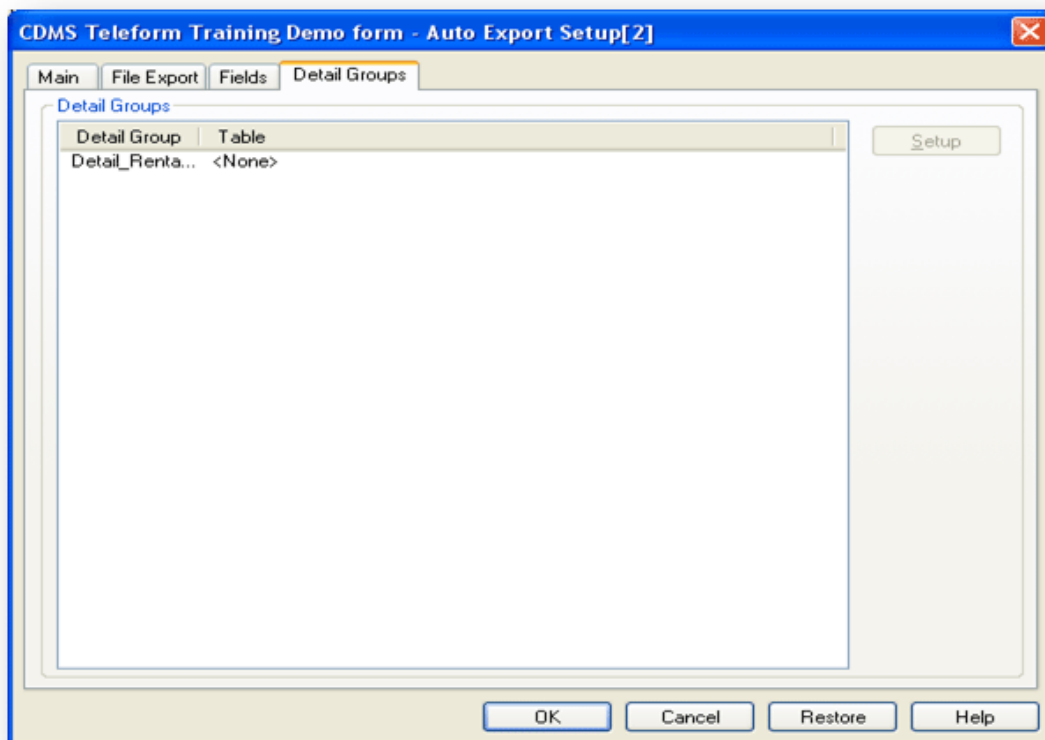 CDMS Teleform Training Demo form - Auto Export Setup[2]
Main File Export Fields Detail Groups
Detail Groups
Detail Group Table
Detail_Renta... <None>
Setup
OK Cancel Restore Help